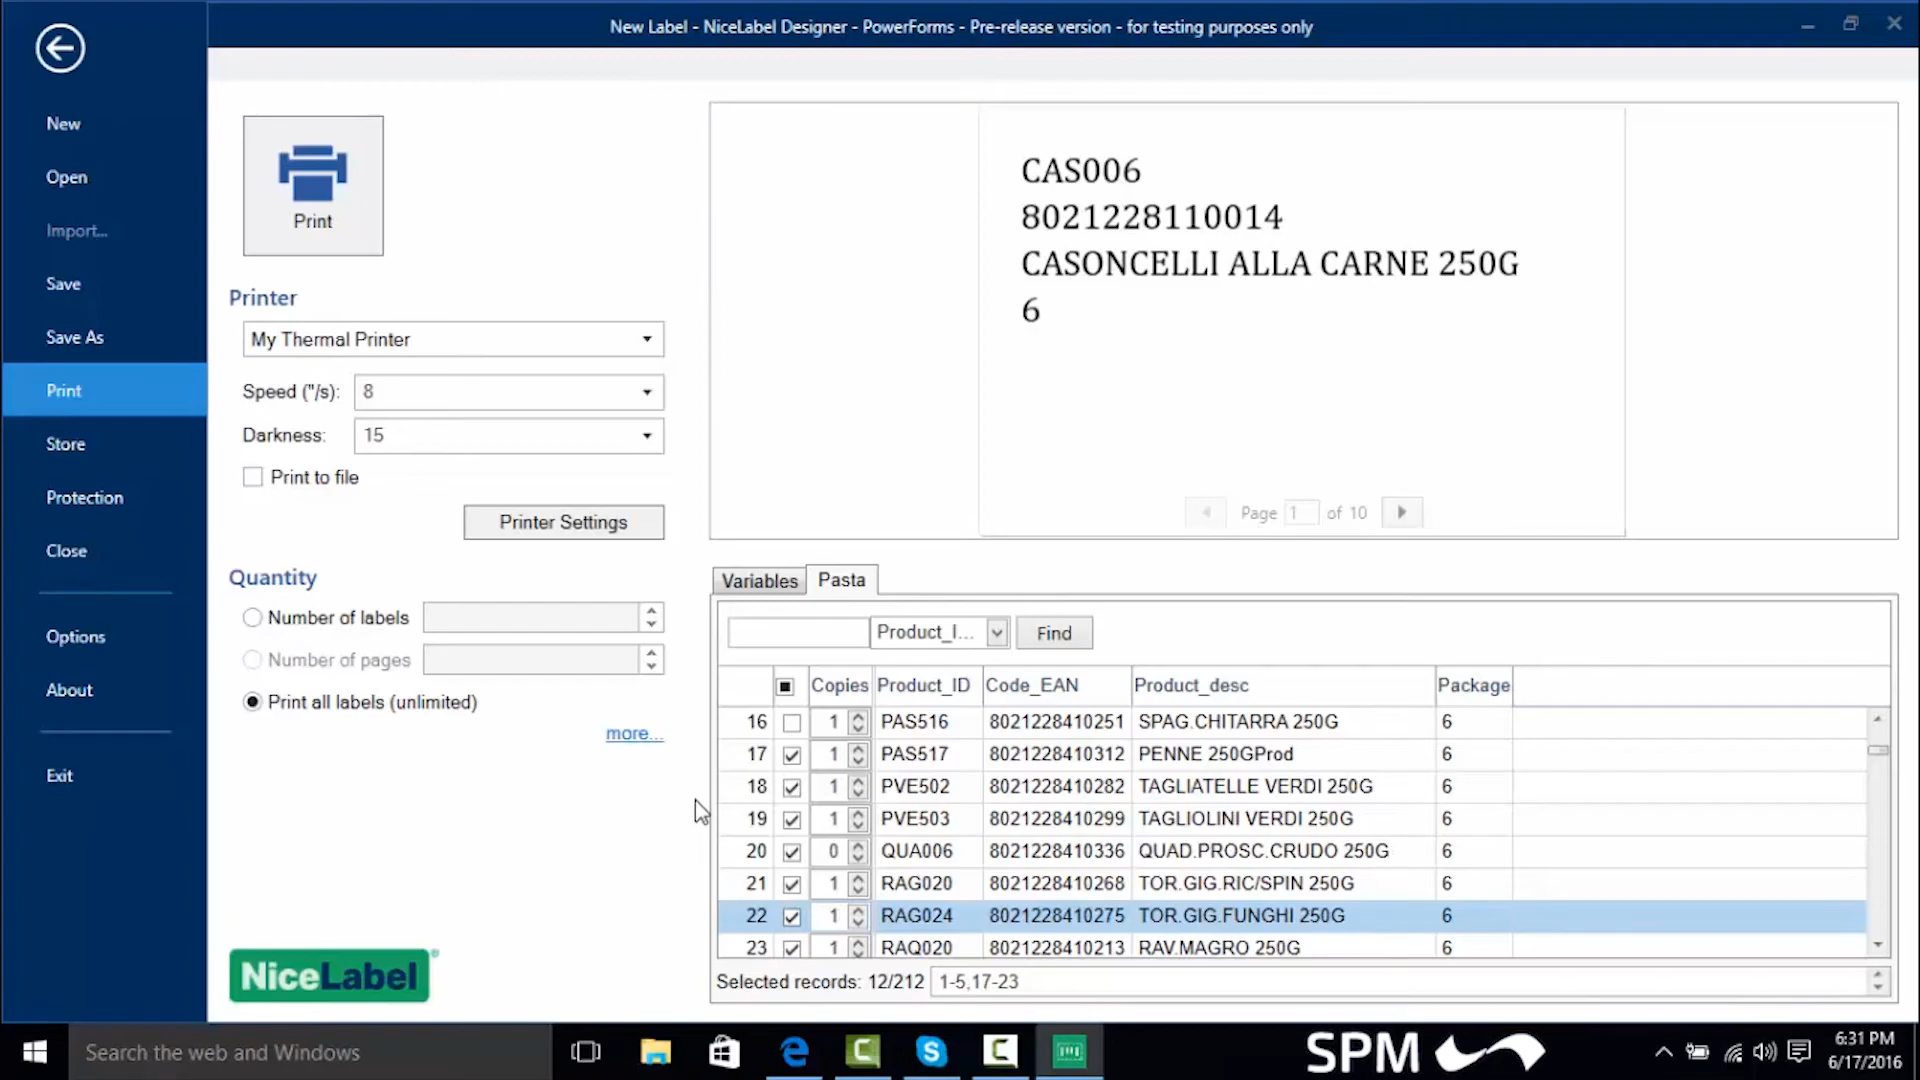 New Label - NiceLabel Designer - PowerForms - Pre-release version - for testing purposes only
New
Open
Import...
Save
Save As
Print
Store
Protection
Close
Options
About
Exit
Print
Printer
My Thermal Printer
Speed ("/s): 8
Darkness: 15
Print to file
Printer Settings
Quantity
Number of labels
Number of pages
Print all labels (unlimited)
more...
NiceLabel®
CAS006
8021228110014
CASONCELLI ALLA CARNE 250G
6
Page 1 of 10
Variables Pasta
Product_I... Find
Copies Product_ID Code_EAN Product_desc Package
16 1 PAS516 8021228410251 SPAG.CHITARRA 250G 6
17 1 PAS517 8021228410312 PENNE 250GProd 6
18 1 PVE502 8021228410282 TAGLIATELLE VERDI 250G 6
19 1 PVE503 8021228410299 TAGLIOLINI VERDI 250G 6
20 0 QUA006 8021228410336 QUAD.PROSC.CRUDO 250G 6
21 1 RAG020 8021228410268 TOR.GIG.RIC/SPIN 250G 6
22 1 RAG024 8021228410275 TOR.GIG.FUNGHI 250G 6
23 1 RAQ020 8021228410213 RAV.MAGRO 250G 6
Selected records: 12/212 1-5,17-23
Search the web and Windows
SPM
6:31 PM
6/17/2016